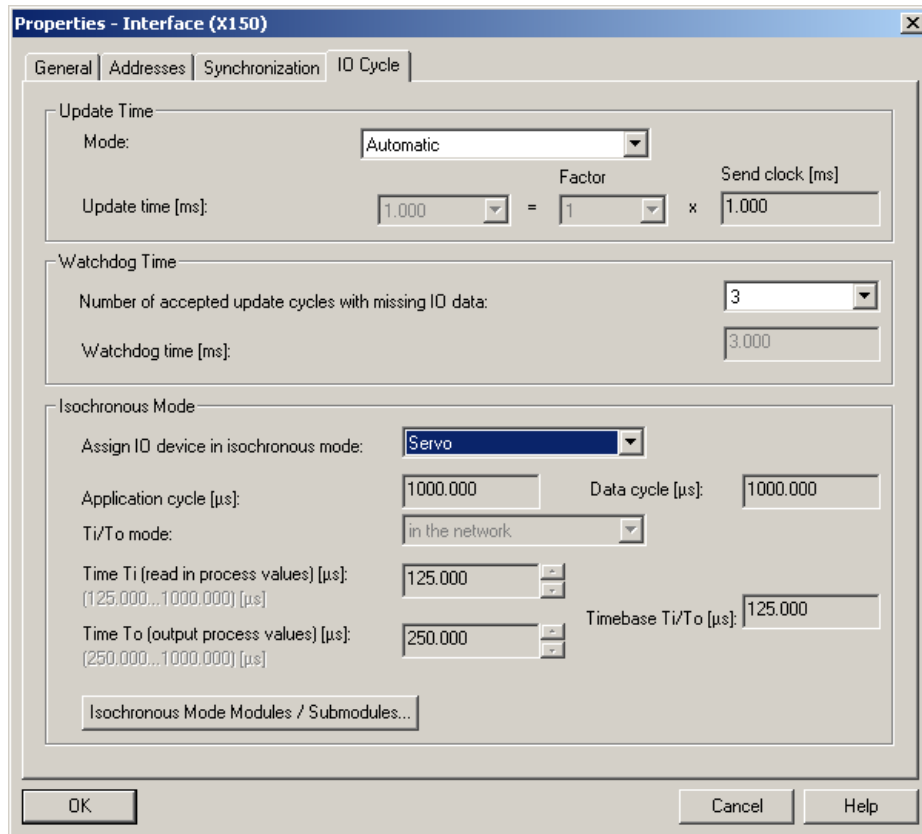 Properties - Interface (X150)
General Addresses Synchronization IO Cycle
Update Time
Mode: Automatic
Factor Send clock [ms]
Update time [ms]: 1.000 = 1 x 1.000
Watchdog Time
Number of accepted update cycles with missing IO data: 3
Watchdog time [ms]: 3.000
Isochronous Mode
Assign IO device in isochronous mode: Servo
Application cycle [µs]: 1000.000 Data cycle [µs]: 1000.000
Ti/To mode: in the network
Time Ti (read in process values) [µs]: 125.000
(125.000...1000.000) [µs]
Timebase Ti/To [µs]: 125.000
Time To (output process values) [µs]: 250.000
(250.000...1000.000) [µs]
Isochronous Mode Modules / Submodules...
OK Cancel Help